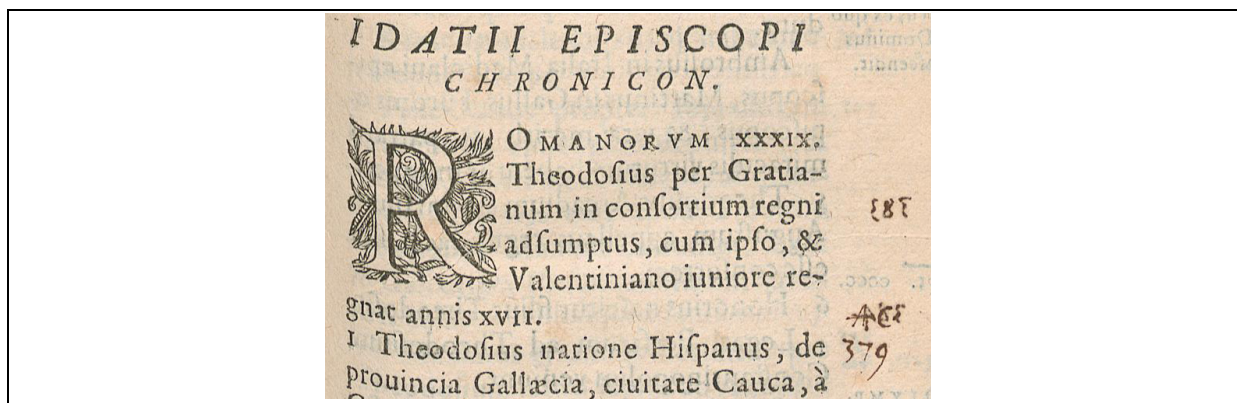 IDATII EPISCOPI
CHRONICON.
ROMANORVM XXXIX.
Theodoſius per Gratia-
num in conſortium regni
adſumptus, cum ipſo, &
Valentiniano iuniore re-
gnat annis XVII.
I Theodoſius natione Hiſpanus, de
prouincia Gallæcia, ciuitate Cauca, à
379